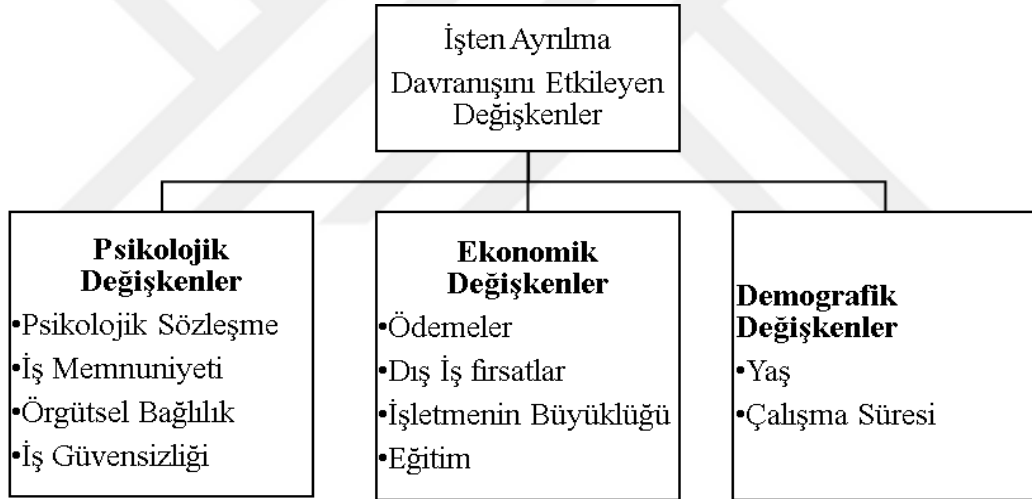 İşten Ayrılma
Davranışını Etkileyen
Değişkenler
Psikolojik
Değişkenler
•Psikolojik Sözleşme
•İş Memnuniyeti
•Örgütsel Bağlılık
•İş Güvensizliği
Ekonomik
Değişkenler
•Ödemeler
•Dış İş fırsatlar
•İşletmenin Büyüklüğü
•Eğitim
Demografik
Değişkenler
•Yaş
•Çalışma Süresi